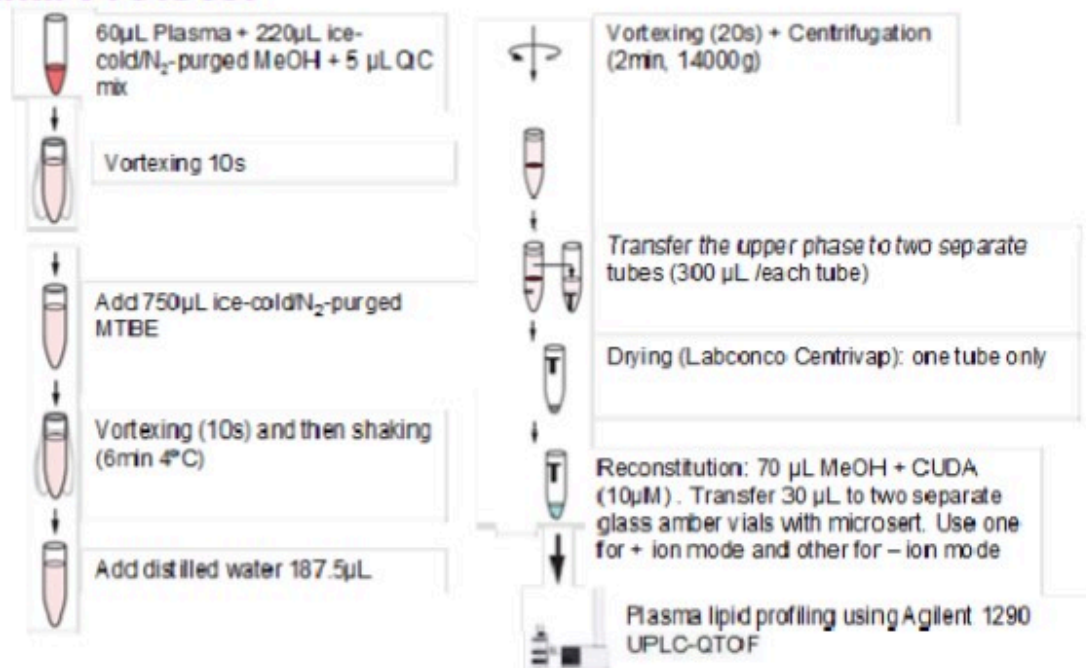 60µL Plasma + 220µL ice-
cold/N₂-purged MeOH + 5 µL QC
mix
Vortexing 10s
Add 750µL ice-cold/N₂-purged
MTBE
Vortexing (10s) and then shaking
(6min 4°C)
Add distilled water 187.5µL
Vortexing (20s) + Centrifugation
(2min, 14000g)
Transfer the upper phase to two separate
tubes (300 µL /each tube)
T
Drying (Labconco Centrivap): one tube only
T
T
Reconstitution: 70 µL MeOH + CUDA
(10µM) . Transfer 30 µL to two separate
glass amber vials with microsert. Use one
for + ion mode and other for – ion mode
Plasma lipid profiling using Agilent 1290
UPLC-QTOF